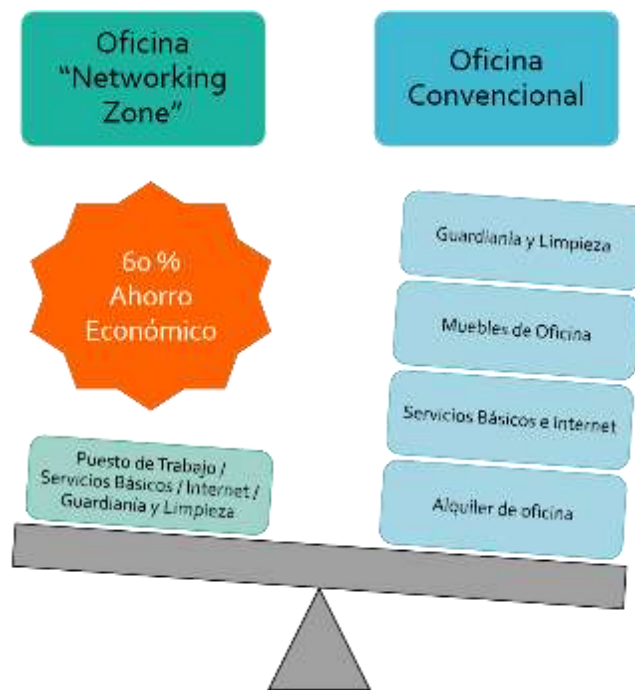 Oficina
“Networking
Zone”
Oficina
Convencional
60 %
Ahorro
Económico
Puesto de Trabajo /
Servicios Básicos / Internet /
Guardianía y Limpieza
Guardianía y Limpieza
Muebles de Oficina
Servicios Básicos e Internet
Alquiler de oficina